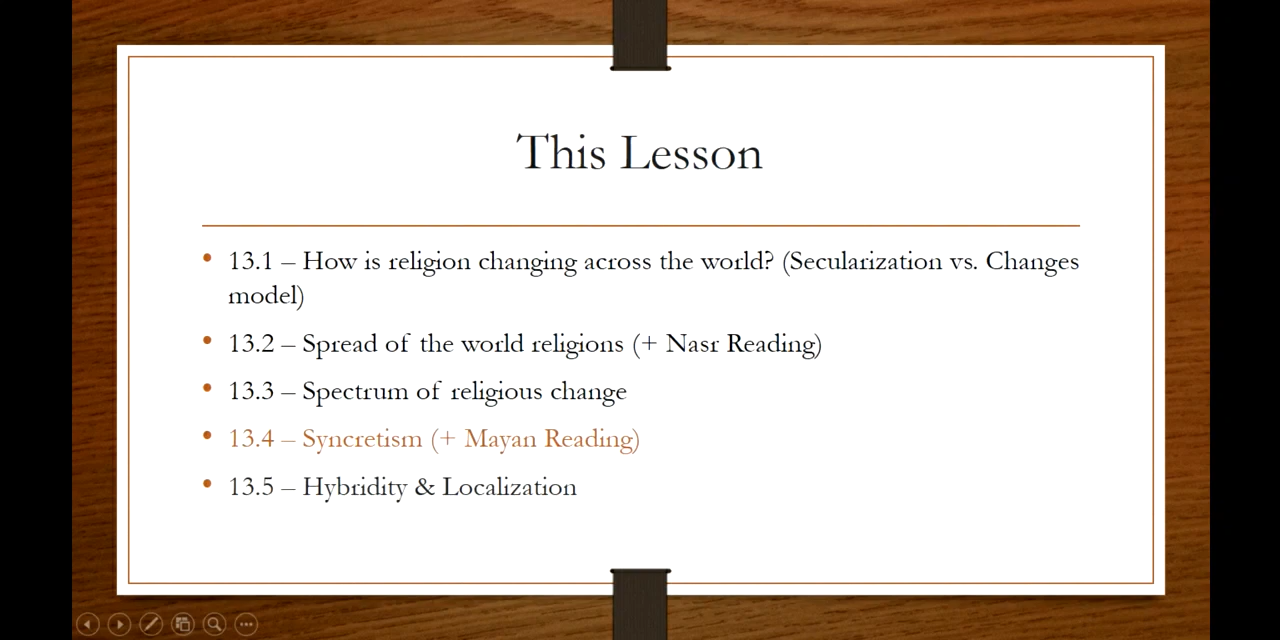 This Lesson
• 13.1 – How is religion changing across the world? (Secularization vs. Changes
model)
• 13.2 – Spread of the world religions (+ Nasr Reading)
• 13.3 – Spectrum of religious change
• 13.4 – Syncretism (+ Mayan Reading)
• 13.5 – Hybridity & Localization